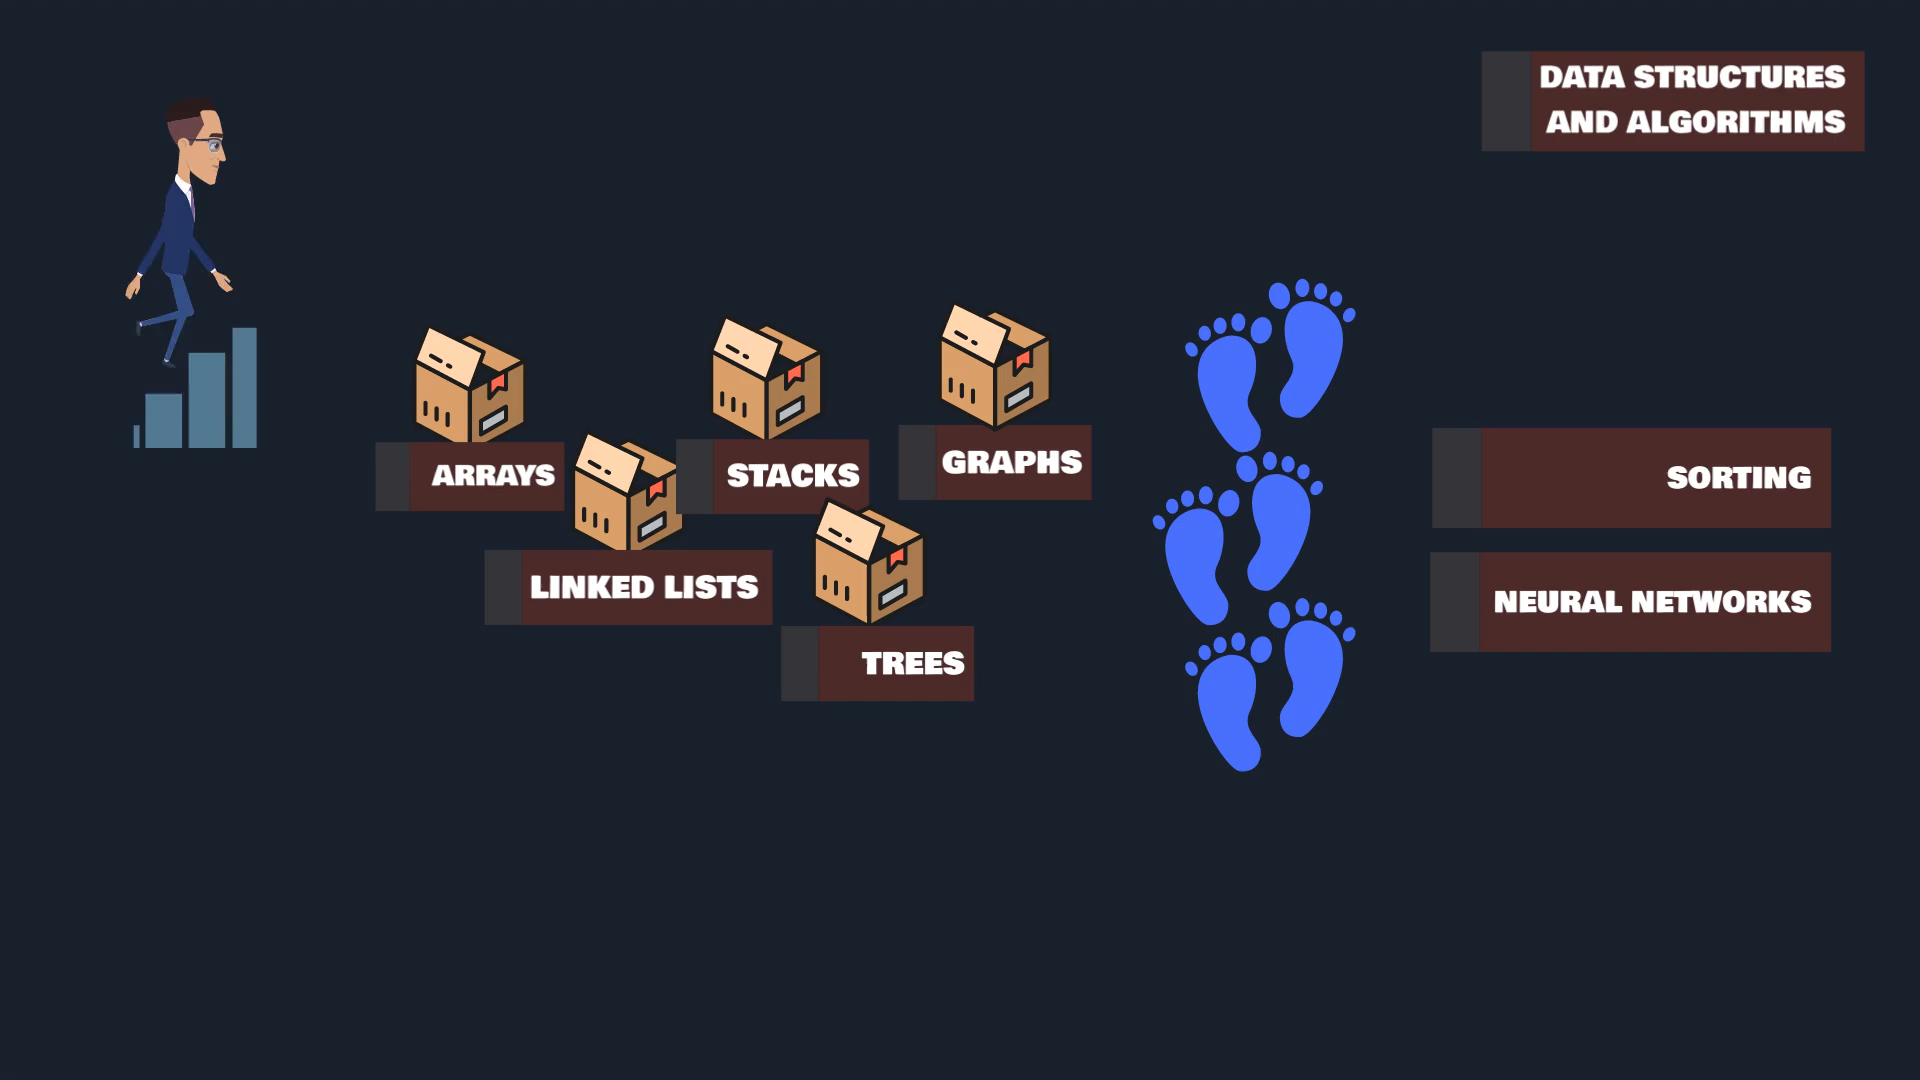 DATA STRUCTURES
AND ALGORITHMS
ARRAYS
STACKS
GRAPHS
LINKED LISTS
TREES
SORTING
NEURAL NETWORKS